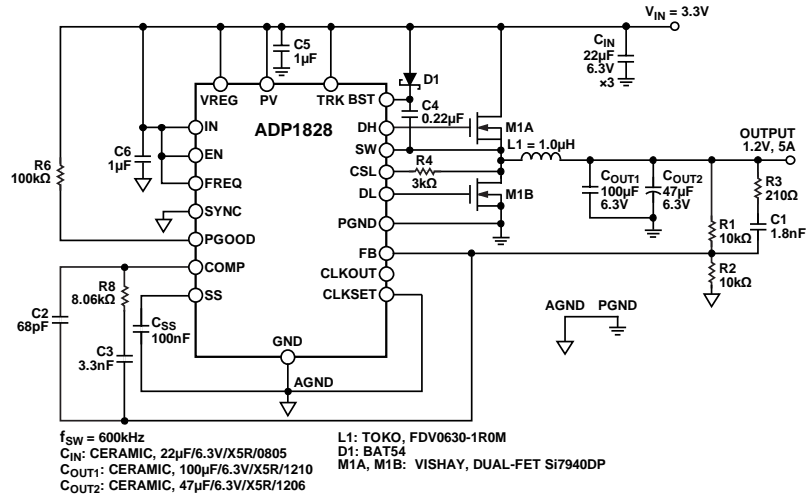 V_IN = 3.3V
C5
1µF
C_IN
22µF
6.3V
×3
D1
VREG
PV
TRK
BST
C4
0.22µF
ADP1828
IN
DH
M1A
L1 = 1.0µH
OUTPUT
1.2V, 5A
C6
1µF
EN
SW
R6
100kΩ
FREQ
CSL
R4
3kΩ
C_OUT1
100µF
6.3V
C_OUT2
47µF
6.3V
R3
210Ω
SYNC
DL
M1B
C1
1.8nF
R1
10kΩ
PGOOD
PGND
COMP
FB
R2
10kΩ
CLKOUT
C2
68pF
R8
8.06kΩ
SS
CLKSET
C_SS
100nF
C3
3.3nF
GND
AGND
AGND PGND
f_SW = 600kHz
C_IN: CERAMIC, 22µF/6.3V/X5R/0805
C_OUT1: CERAMIC, 100µF/6.3V/X5R/1210
C_OUT2: CERAMIC, 47µF/6.3V/X5R/1206
L1: TOKO, FDV0630-1R0M
D1: BAT54
M1A, M1B: VISHAY, DUAL-FET Si7940DP